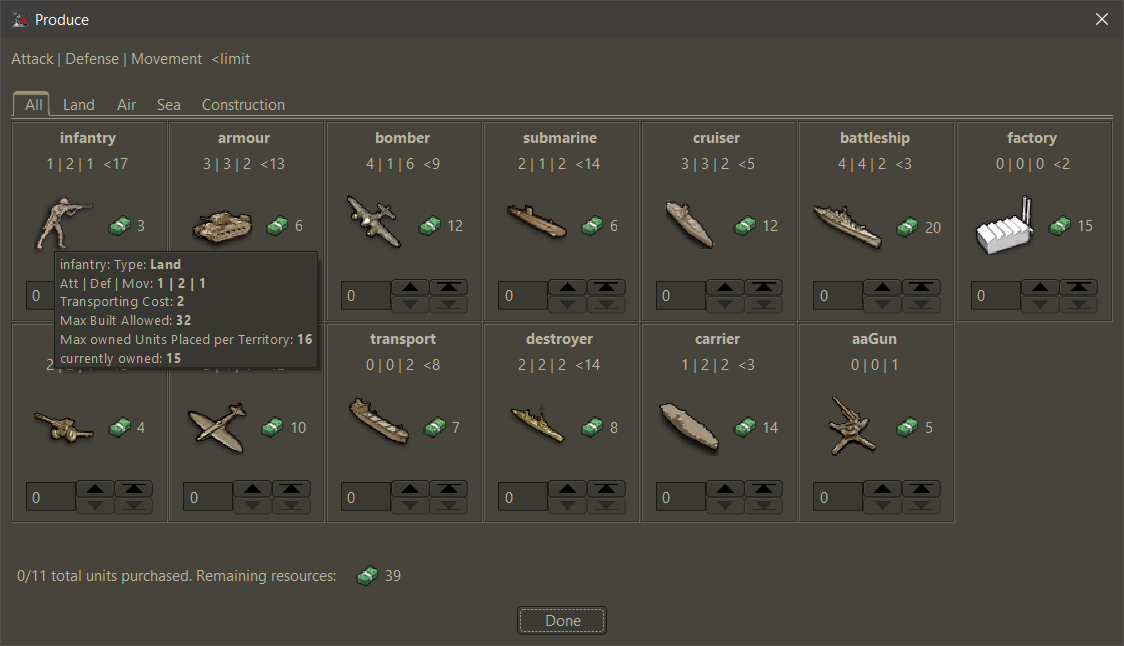 Produce
Attack | Defense | Movement <limit
All Land Air Sea Construction
infantry armour bomber submarine cruiser battleship factory
1 | 2 | 1 <17 3 | 3 | 2 <13 4 | 1 | 6 <9 2 | 1 | 2 <14 3 | 3 | 2 <5 4 | 4 | 2 <3 0 | 0 | 0 <2
3 6 12 6 12 20 15
0 0 0 0 0 0
infantry: Type: Land
Att | Def | Mov: 1 | 2 | 1
Transporting Cost: 2
Max Built Allowed: 32
Max owned Units Placed per Territory: 16
currently owned: 15
transport destroyer carrier aaGun
0 | 0 | 2 <8 2 | 2 | 2 <14 1 | 2 | 2 <3 0 | 0 | 1
4 10 7 8 14 5
0 0 0 0 0 0
0/11 total units purchased. Remaining resources: 39
Done